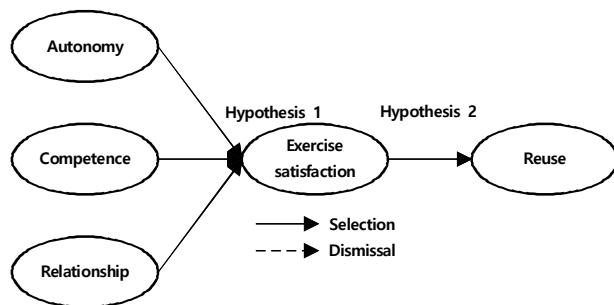 Autonomy
Hypothesis 1
Hypothesis 2
Competence
Exercise
satisfaction
Reuse
Selection
Dismissal
Relationship